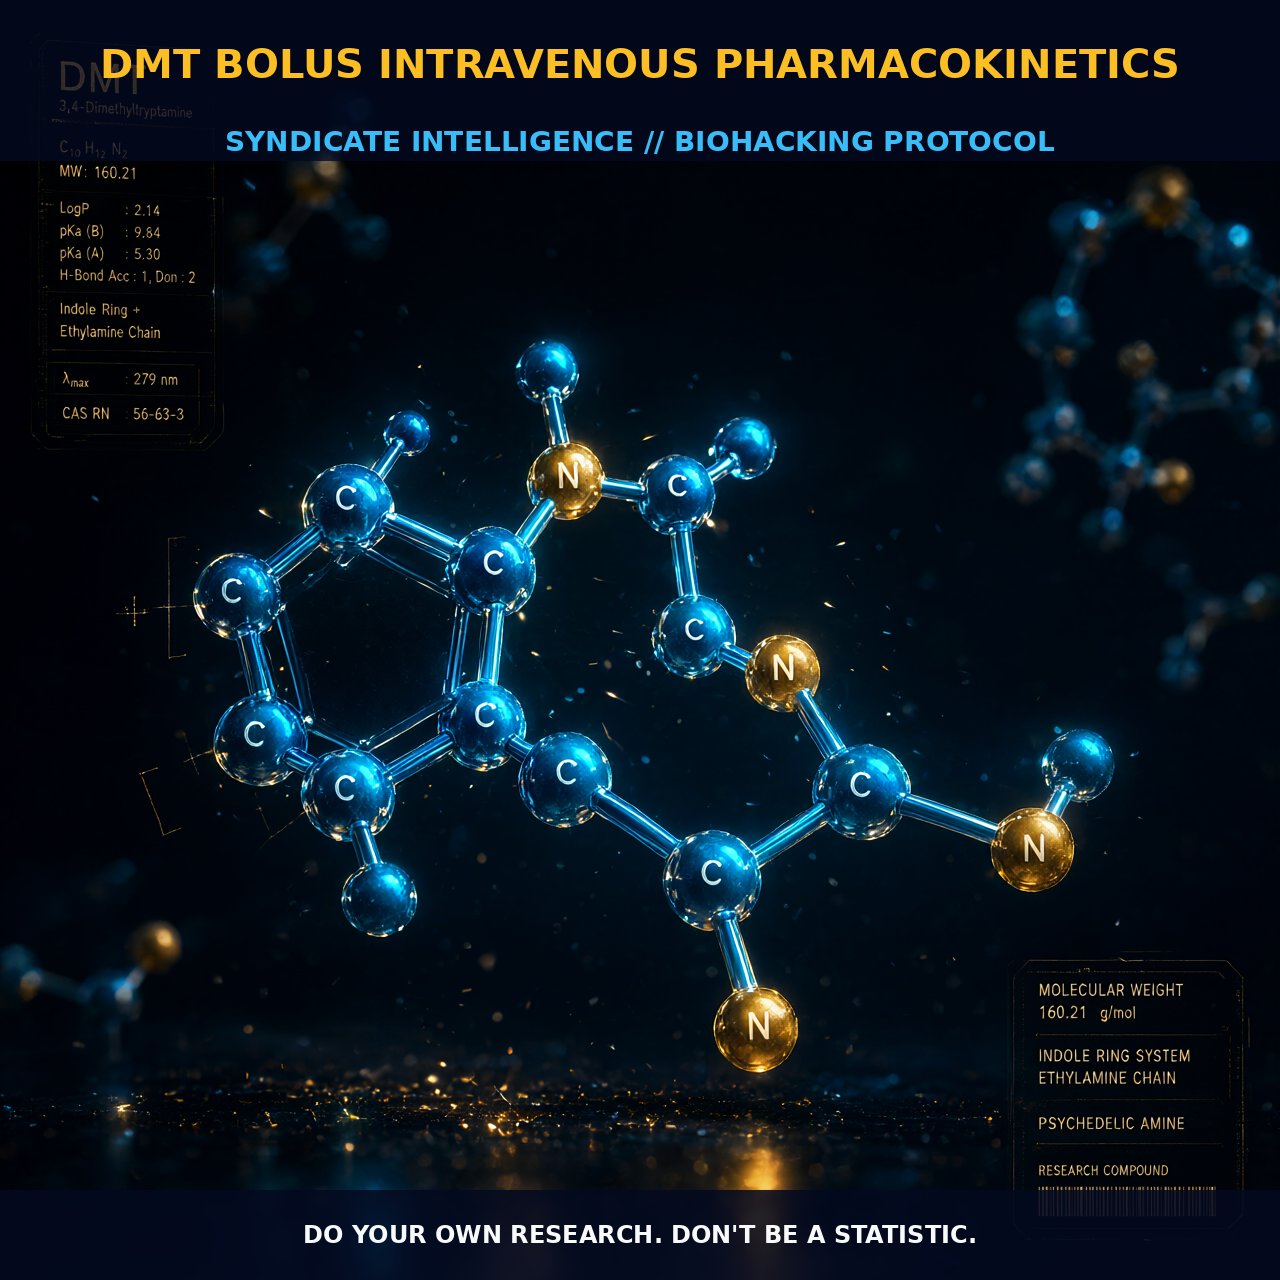 DMT BOLUS INTRAVENOUS PHARMACOKINETICS
SYNDICATE INTELLIGENCE // BIOHACKING PROTOCOL
DMT
3,4-Dimethyltryptamine
C₁₀ H₁₂ N₂
MW: 160.21
LogP : 2.14
pKa (B) : 9.84
pKa (A) : 5.30
H-Bond Acc : 1, Don : 2
Indole Ring +
Ethylamine Chain
λmax : 279 nm
CAS RN : 56-63-3
N
C
C
C
C
C
N
C
C
C
C
C
C
N
C
N
MOLECULAR WEIGHT
160.21 g/mol
INDOLE RING SYSTEM
ETHYLAMINE CHAIN
PSYCHEDELIC AMINE
RESEARCH COMPOUND
DO YOUR OWN RESEARCH. DON'T BE A STATISTIC.